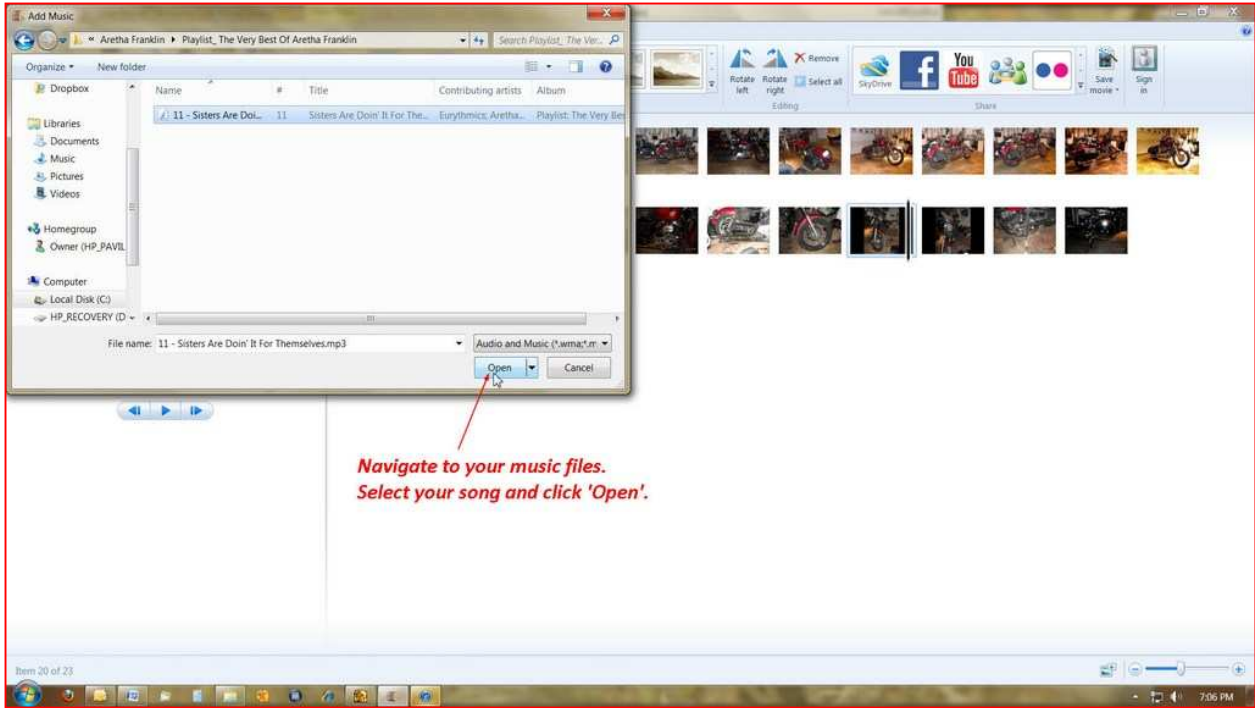 Add Music
« Aretha Franklin ▸ Playlist_ The Very Best Of Aretha Franklin
Search Playlist_ The Ver...
Organize
New folder
Dropbox
Libraries
Documents
Music
Pictures
Videos
Homegroup
Owner (HP_PAVIL
Computer
Local Disk (C:)
HP_RECOVERY (D
Name # Title Contributing artists Album
11 - Sisters Are Doi... 11 Sisters Are Doin' It For The... Eurythmics; Aretha... Playlist: The Very Bes
File name: 11 - Sisters Are Doin' It For Themselves.mp3
Audio and Music (*.wma;*.m
Open
Cancel
Rotate left
Rotate right
Remove
Select all
Editing
SkyDrive
You Tube
Share
Save movie
Sign in
Navigate to your music files.
Select your song and click 'Open'.
Item 20 of 23
7:06 PM